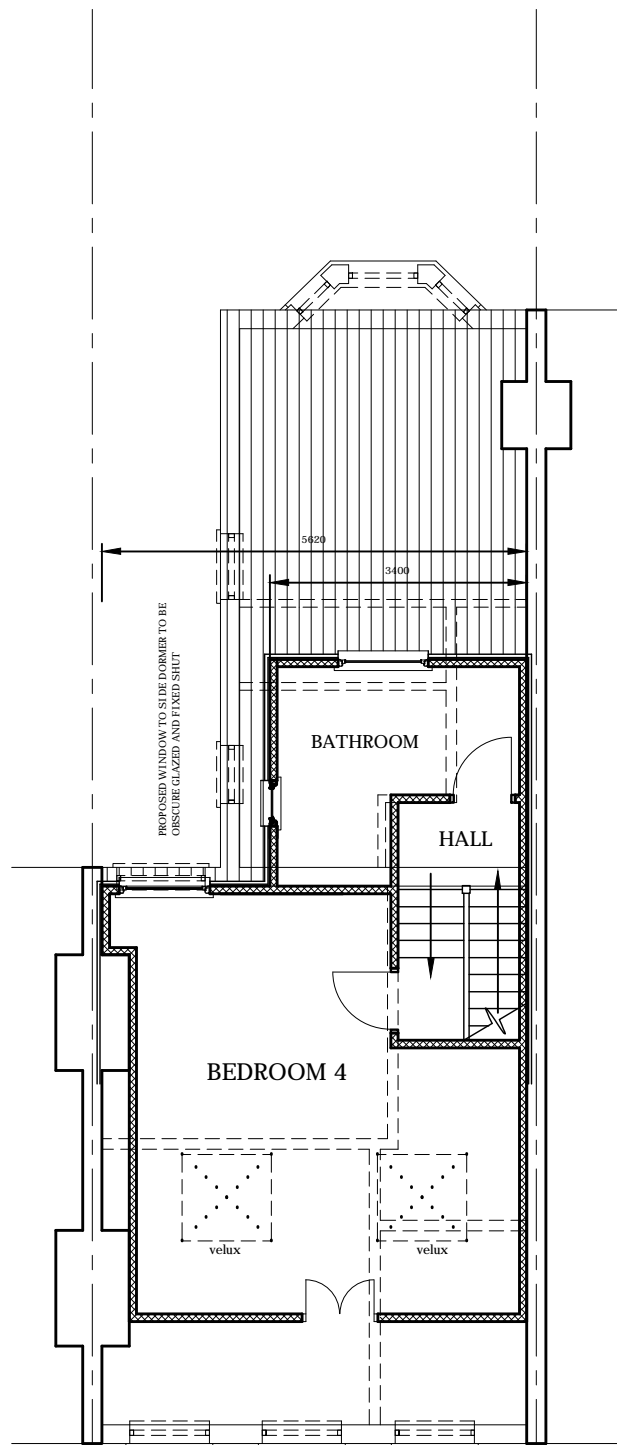 5620
3400
PROPOSED WINDOW TO SIDE DORMER TO BE
OBSCURE GLAZED AND FIXED SHUT
BATHROOM
HALL
BEDROOM 4
velux
velux